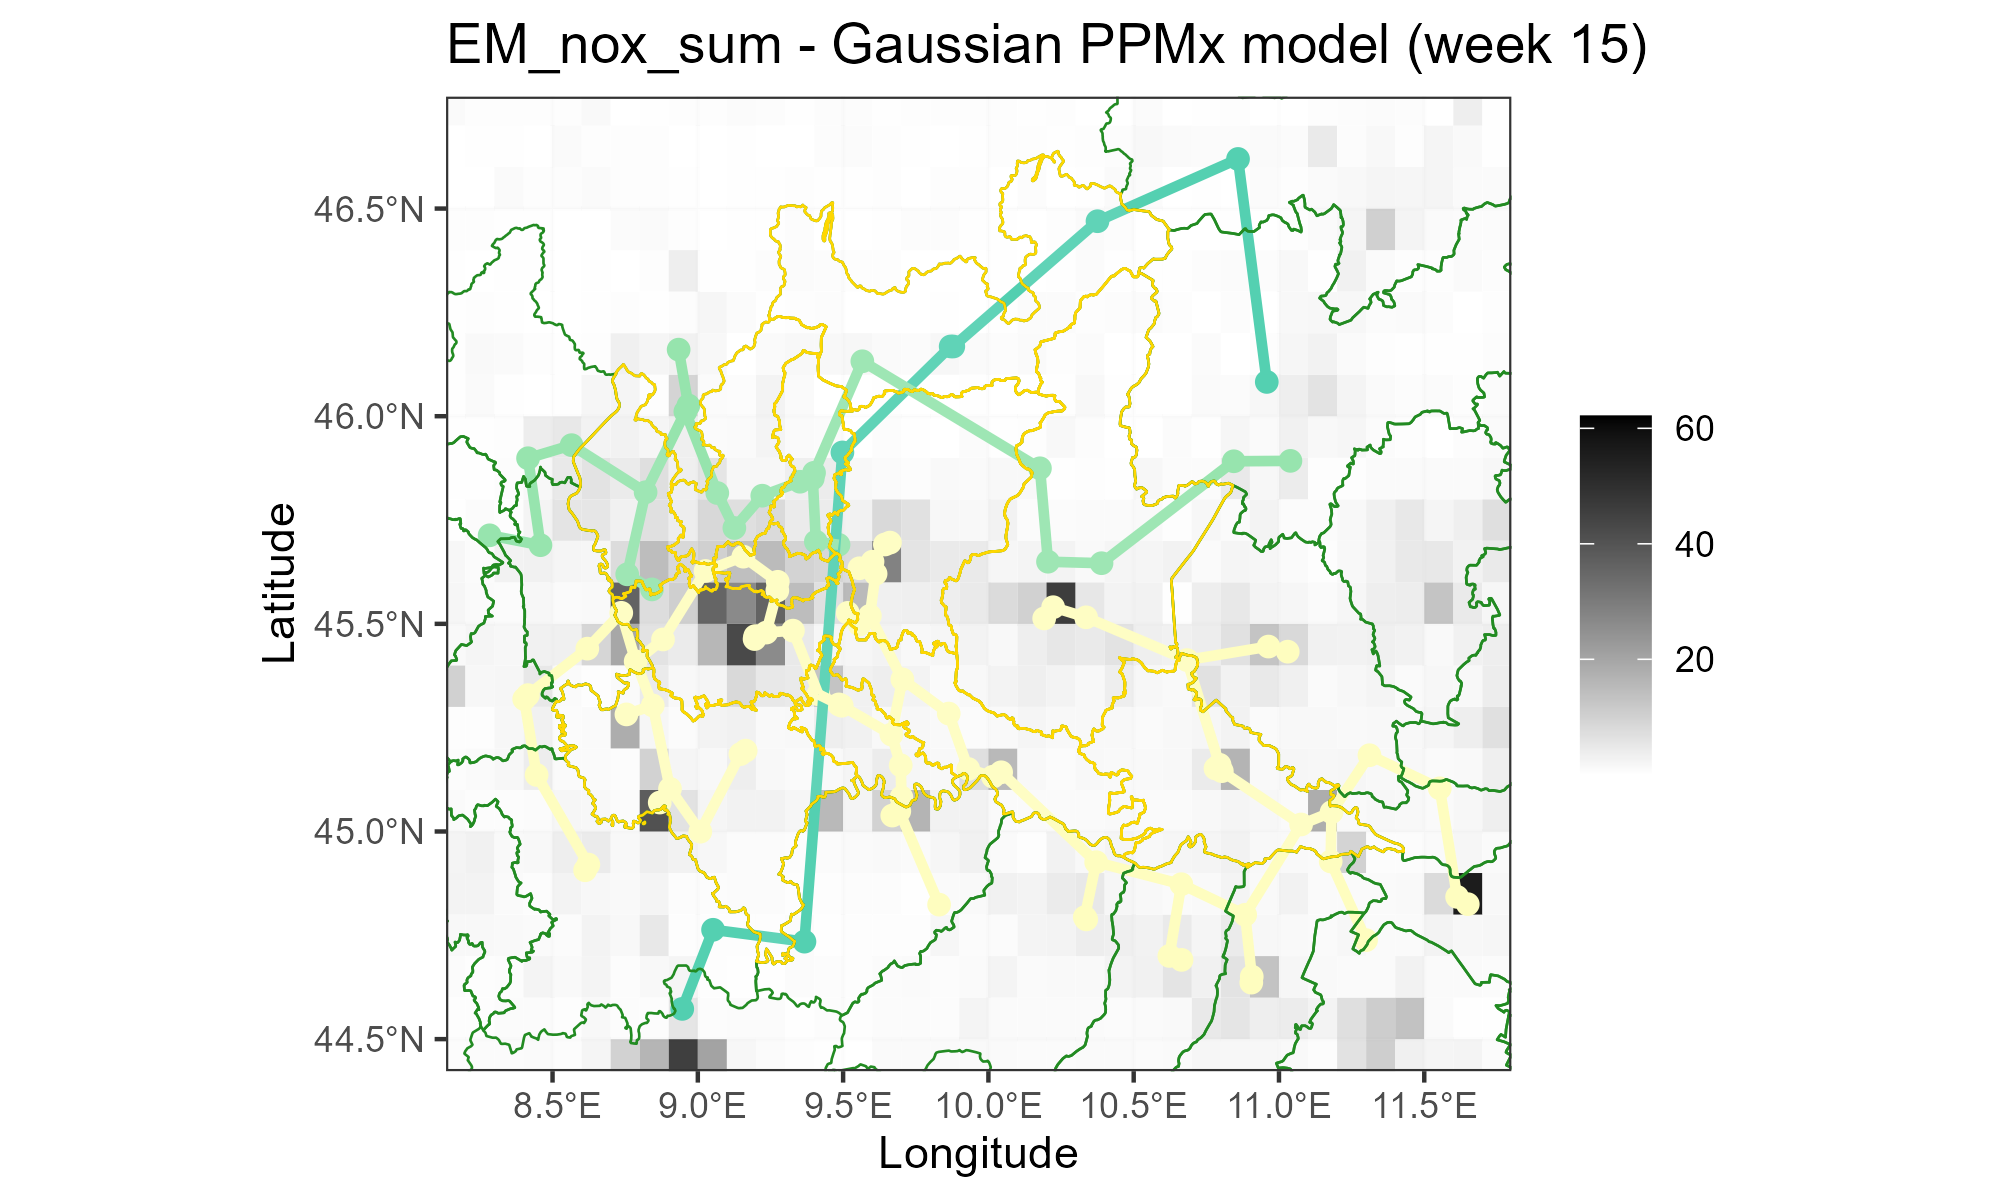 EM_nox_sum - Gaussian PPMx model (week 15)
46.5°N
46.0°N
45.5°N
45.0°N
44.5°N
Latitude
8.5°E 9.0°E 9.5°E 10.0°E 10.5°E 11.0°E 11.5°E
Longitude
60
40
20